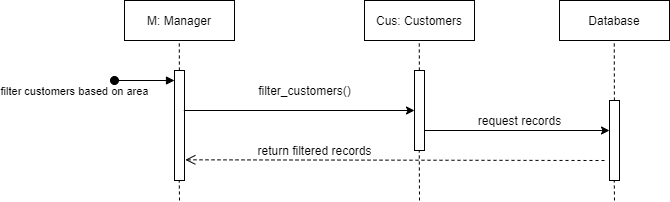 M: Manager
Cus: Customers
Database
filter customers based on area
filter_customers()
request records
return filtered records